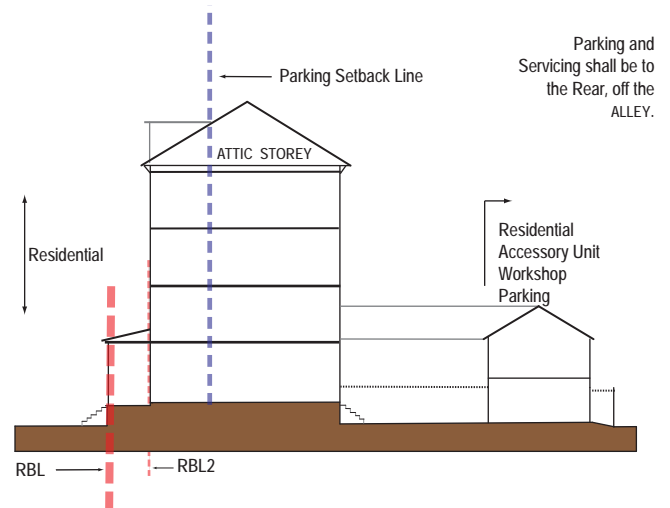 Parking and
Servicing shall be to
the Rear, off the
ALLEY.
Parking Setback Line
ATTIC STOREY
Residential
Residential
Accessory Unit
Workshop
Parking
RBL
RBL2